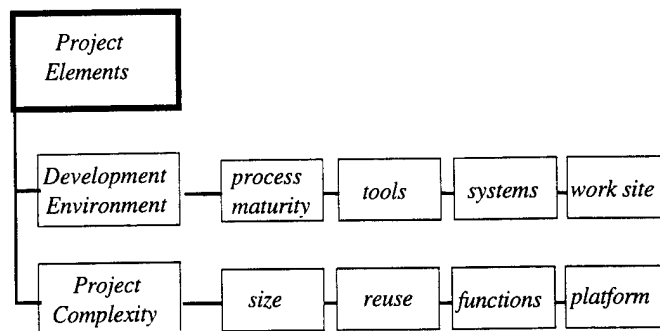 Project
Elements
Development
Environment
process
maturity
tools
systems
work site
Project
Complexity
size
reuse
functions
platform